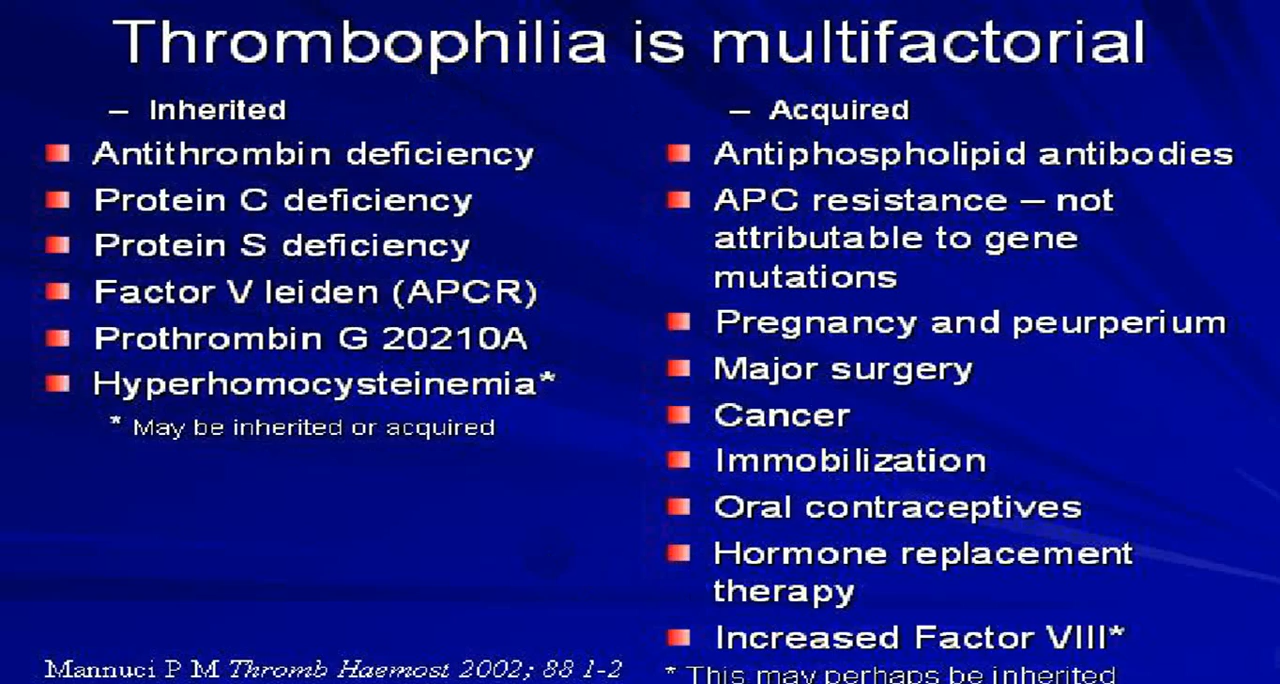 Thrombophilia is multifactorial
– Inherited
Antithrombin deficiency
Protein C deficiency
Protein S deficiency
Factor V leiden (APCR)
Prothrombin G 20210A
Hyperhomocysteinemia*
* May be inherited or acquired
– Acquired
Antiphospholipid antibodies
APC resistance – not
attributable to gene
mutations
Pregnancy and peurperium
Major surgery
Cancer
Immobilization
Oral contraceptives
Hormone replacement
therapy
Increased Factor VIII*
* This may perhaps be inherited
Mannuci P M Thromb Haemost 2002; 88 1-2